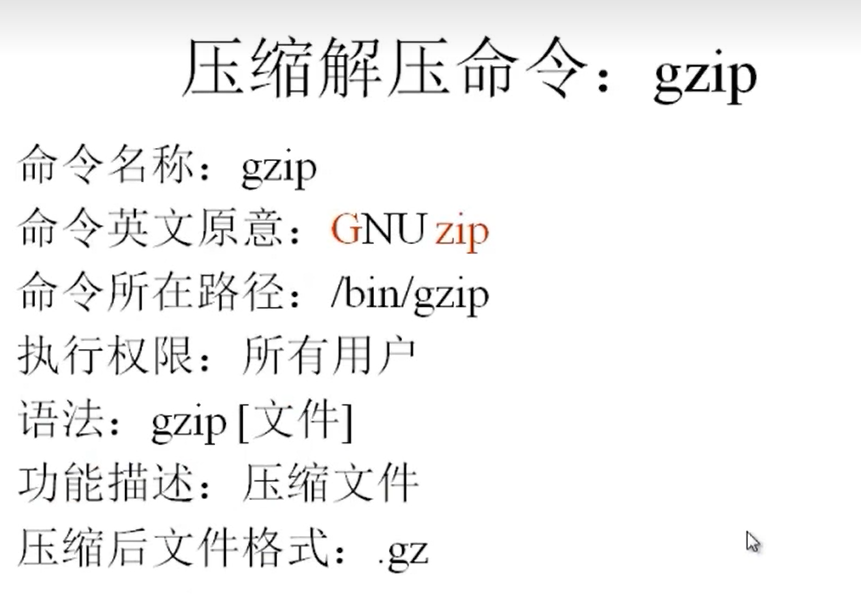 压缩解压命令：gzip
命令名称：gzip
命令英文原意：GNU zip
命令所在路径：/bin/gzip
执行权限：所有用户
语法：gzip [文件]
功能描述：压缩文件
压缩后文件格式：.gz